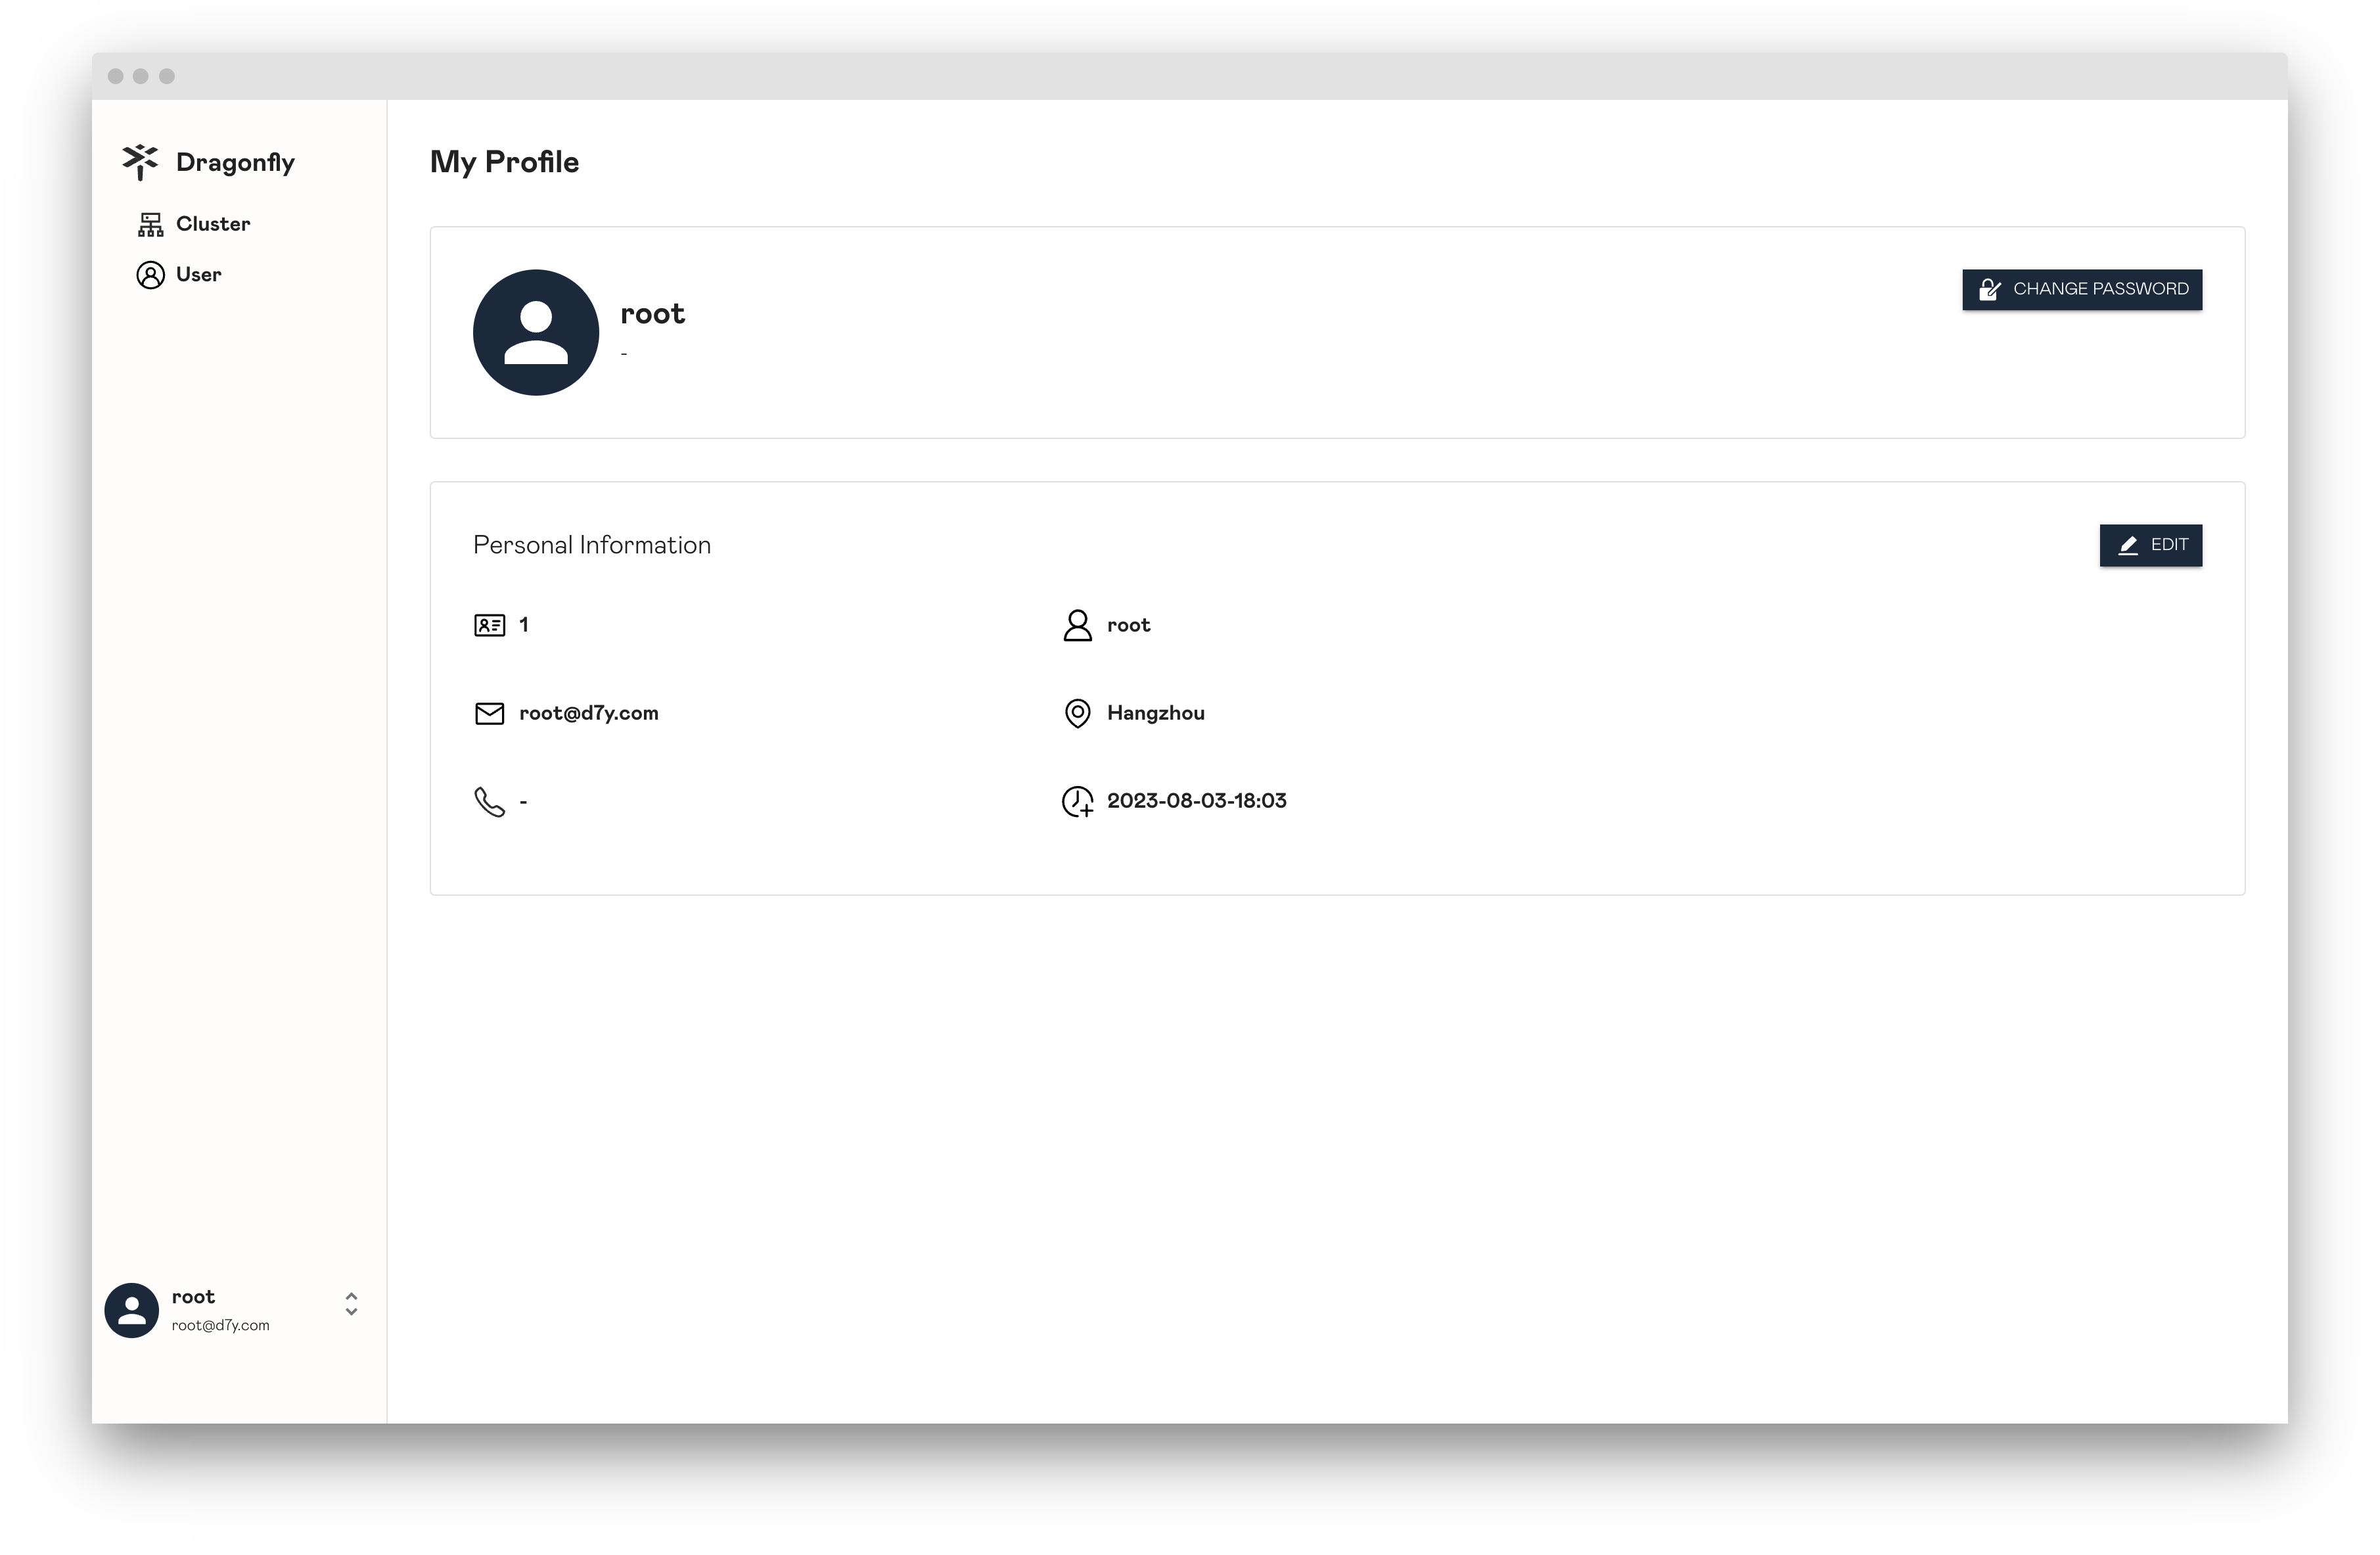 Dragonfly
Cluster
User
My Profile
root
-
CHANGE PASSWORD
Personal Information
EDIT
1
root
root@d7y.com
Hangzhou
-
2023-08-03-18:03
root
root@d7y.com